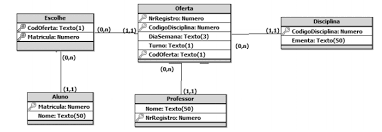 Oferta
NrRegistro: Numero
CodigoDisciplina: Numero
DiaSemana: Texto(3)
Turno: Texto(1)
CodOferta: Texto(1)
Escolhe
CodOferta: Texto(1)
Matricula: Numero
Disciplina
CodigoDisciplina: Numero
Ementa: Texto(50)
(0,n)
(1,1)
(0,n)
(1,1)
(0,n)
(0,n)
(1,1)
(1,1)
Aluno
Matricula: Numero
Nome: Texto(50)
Professor
Nome: Texto(50)
NrRegistro: Numero